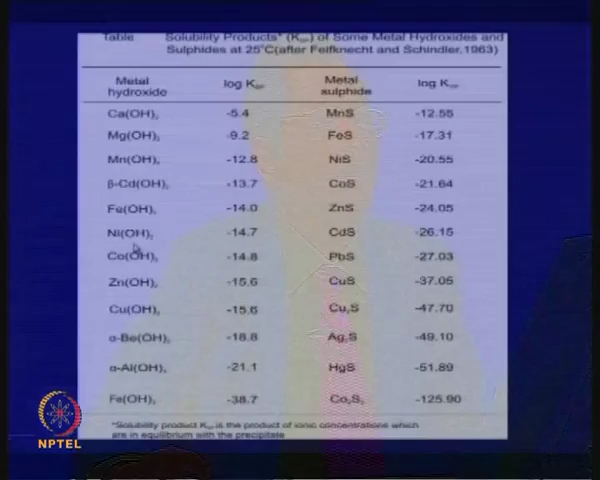 Table Solubility Products* (Kₛₚ) of Some Metal Hydroxides and
Sulphides at 25°C(after Feifknecht and Schindler.1963)
Metal hydroxide log Kₛₚ Metal sulphide log Kₛₚ
Ca(OH)₂ -5.4 MnS -12.55
Mg(OH)₂ -9.2 FeS -17.31
Mn(OH)₂ -12.8 NiS -20.55
β-Cd(OH)₂ -13.7 CoS -21.64
Fe(OH)₂ -14.0 ZnS -24.05
Ni(OH)₂ -14.7 CdS -26.15
Co(OH)₂ -14.8 PbS -27.03
Zn(OH)₂ -15.6 CuS -37.05
Cu(OH)₂ -15.6 Cu₂S -47.70
α-Be(OH)₂ -18.8 Ag₂S -49.10
α-Al(OH)₃ -21.1 HgS -51.89
Fe(OH)₃ -38.7 Co₂S₃ -125.90
*Solubility product Kₛₚ is the product of ionic concentrations which
are in equilibrium with the precipitate
NPTEL